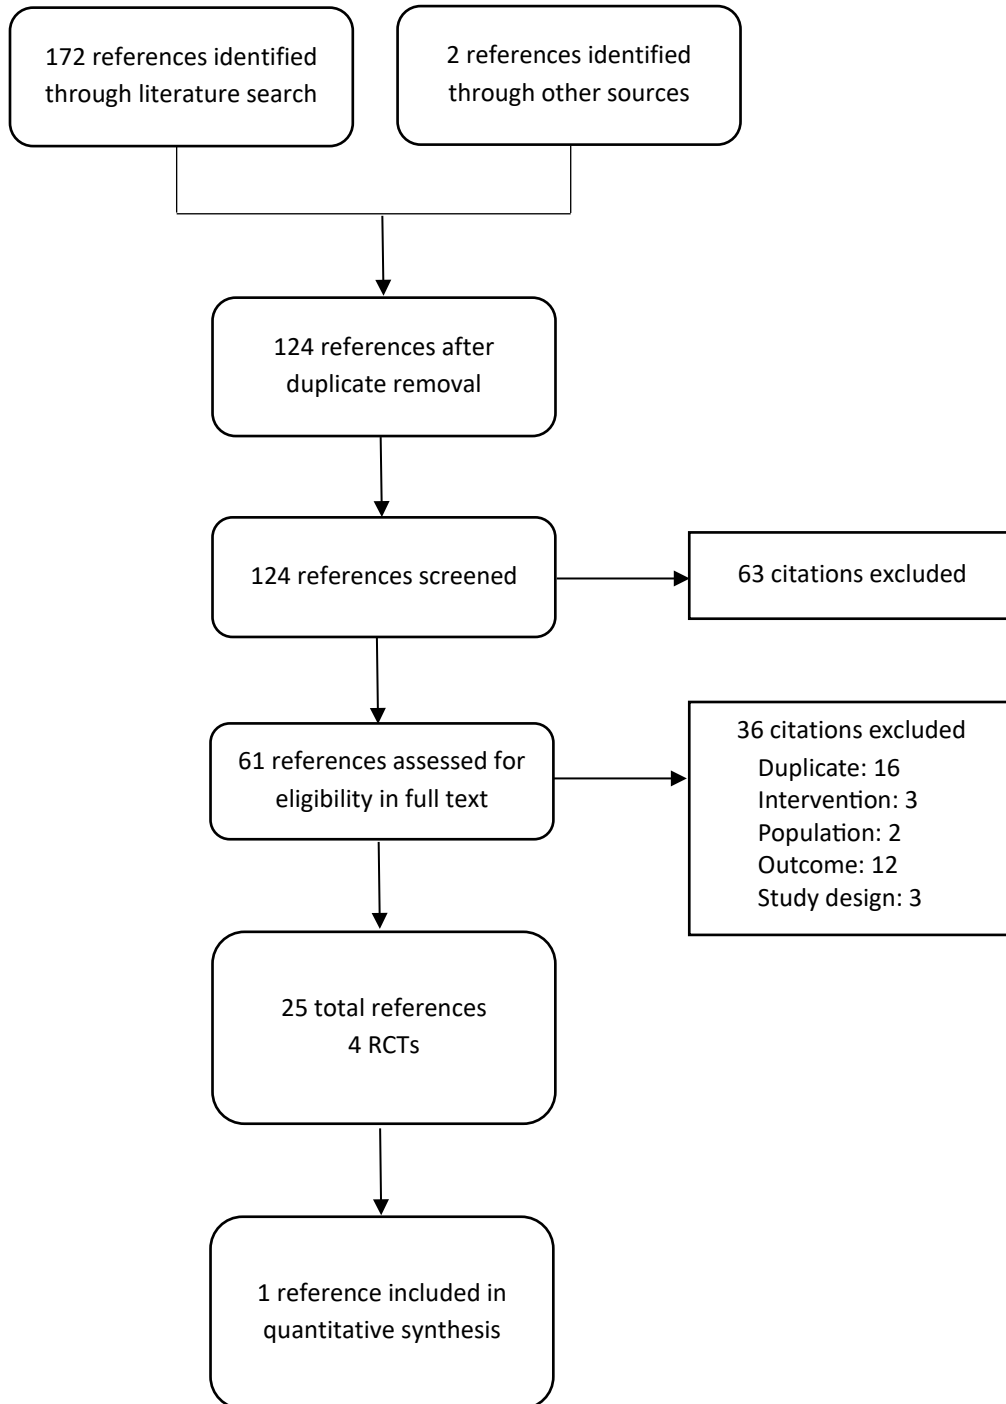 172 references identified
through literature search
2 references identified
through other sources
124 references after
duplicate removal
124 references screened
63 citations excluded
61 references assessed for
eligibility in full text
36 citations excluded
Duplicate: 16
Intervention: 3
Population: 2
Outcome: 12
Study design: 3
25 total references
4 RCTs
1 reference included in
quantitative synthesis